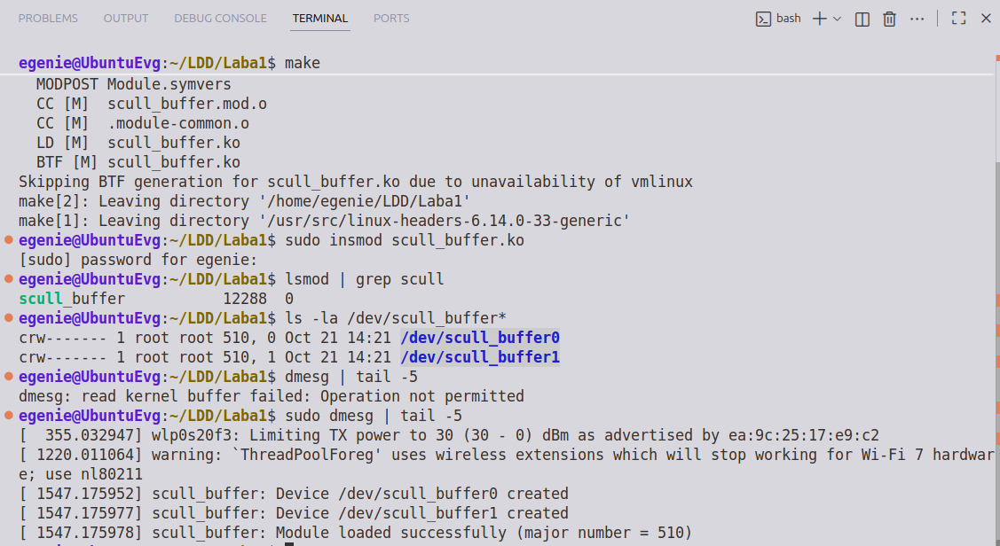 PROBLEMS OUTPUT DEBUG CONSOLE TERMINAL PORTS bash
egenie@UbuntuEvg:~/LDD/Laba1$ make
  MODPOST Module.symvers
  CC [M]  scull_buffer.mod.o
  CC [M]  .module-common.o
  LD [M]  scull_buffer.ko
  BTF [M] scull_buffer.ko
Skipping BTF generation for scull_buffer.ko due to unavailability of vmlinux
make[2]: Leaving directory '/home/egenie/LDD/Laba1'
make[1]: Leaving directory '/usr/src/linux-headers-6.14.0-33-generic'
egenie@UbuntuEvg:~/LDD/Laba1$ sudo insmod scull_buffer.ko
[sudo] password for egenie:
egenie@UbuntuEvg:~/LDD/Laba1$ lsmod | grep scull
scull_buffer           12288  0
egenie@UbuntuEvg:~/LDD/Laba1$ ls -la /dev/scull_buffer*
crw------- 1 root root 510, 0 Oct 21 14:21 /dev/scull_buffer0
crw------- 1 root root 510, 1 Oct 21 14:21 /dev/scull_buffer1
egenie@UbuntuEvg:~/LDD/Laba1$ dmesg | tail -5
dmesg: read kernel buffer failed: Operation not permitted
egenie@UbuntuEvg:~/LDD/Laba1$ sudo dmesg | tail -5
[  355.032947] wlp0s20f3: Limiting TX power to 30 (30 - 0) dBm as advertised by ea:9c:25:17:e9:c2
[ 1220.011064] warning: `ThreadPoolForeg' uses wireless extensions which will stop working for Wi-Fi 7 hardwar
e; use nl80211
[ 1547.175952] scull_buffer: Device /dev/scull_buffer0 created
[ 1547.175977] scull_buffer: Device /dev/scull_buffer1 created
[ 1547.175978] scull_buffer: Module loaded successfully (major number = 510)